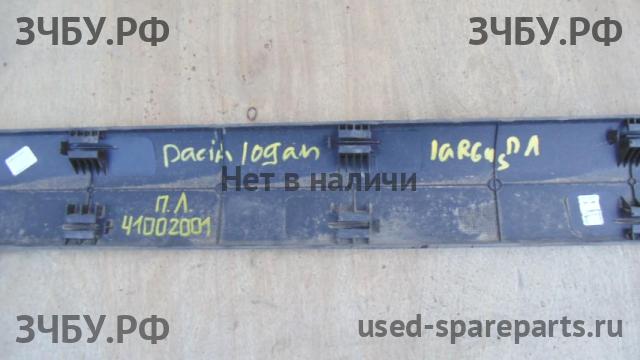 ЗЧБУ.РФ ЗЧБУ.РФ
Dacia logan laRGus П Л
Нет в наличи
П.Л.
41002001
ЗЧБУ.РФ used-spareparts.ru